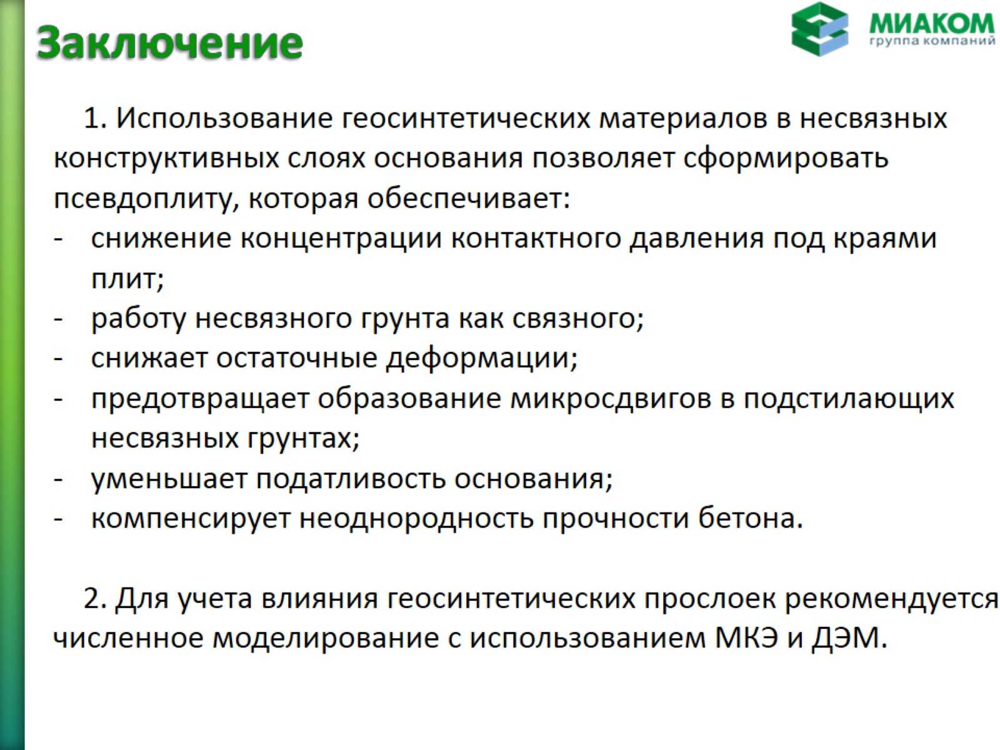 Заключение
МИАКОМ
группа компаний
1. Использование геосинтетических материалов в несвязных
конструктивных слоях основания позволяет сформировать
псевдоплиту, которая обеспечивает:
- снижение концентрации контактного давления под краями
плит;
- работу несвязного грунта как связного;
- снижает остаточные деформации;
- предотвращает образование микросдвигов в подстилающих
несвязных грунтах;
- уменьшает податливость основания;
- компенсирует неоднородность прочности бетона.
2. Для учета влияния геосинтетических прослоек рекомендуется
численное моделирование с использованием МКЭ и ДЭМ.